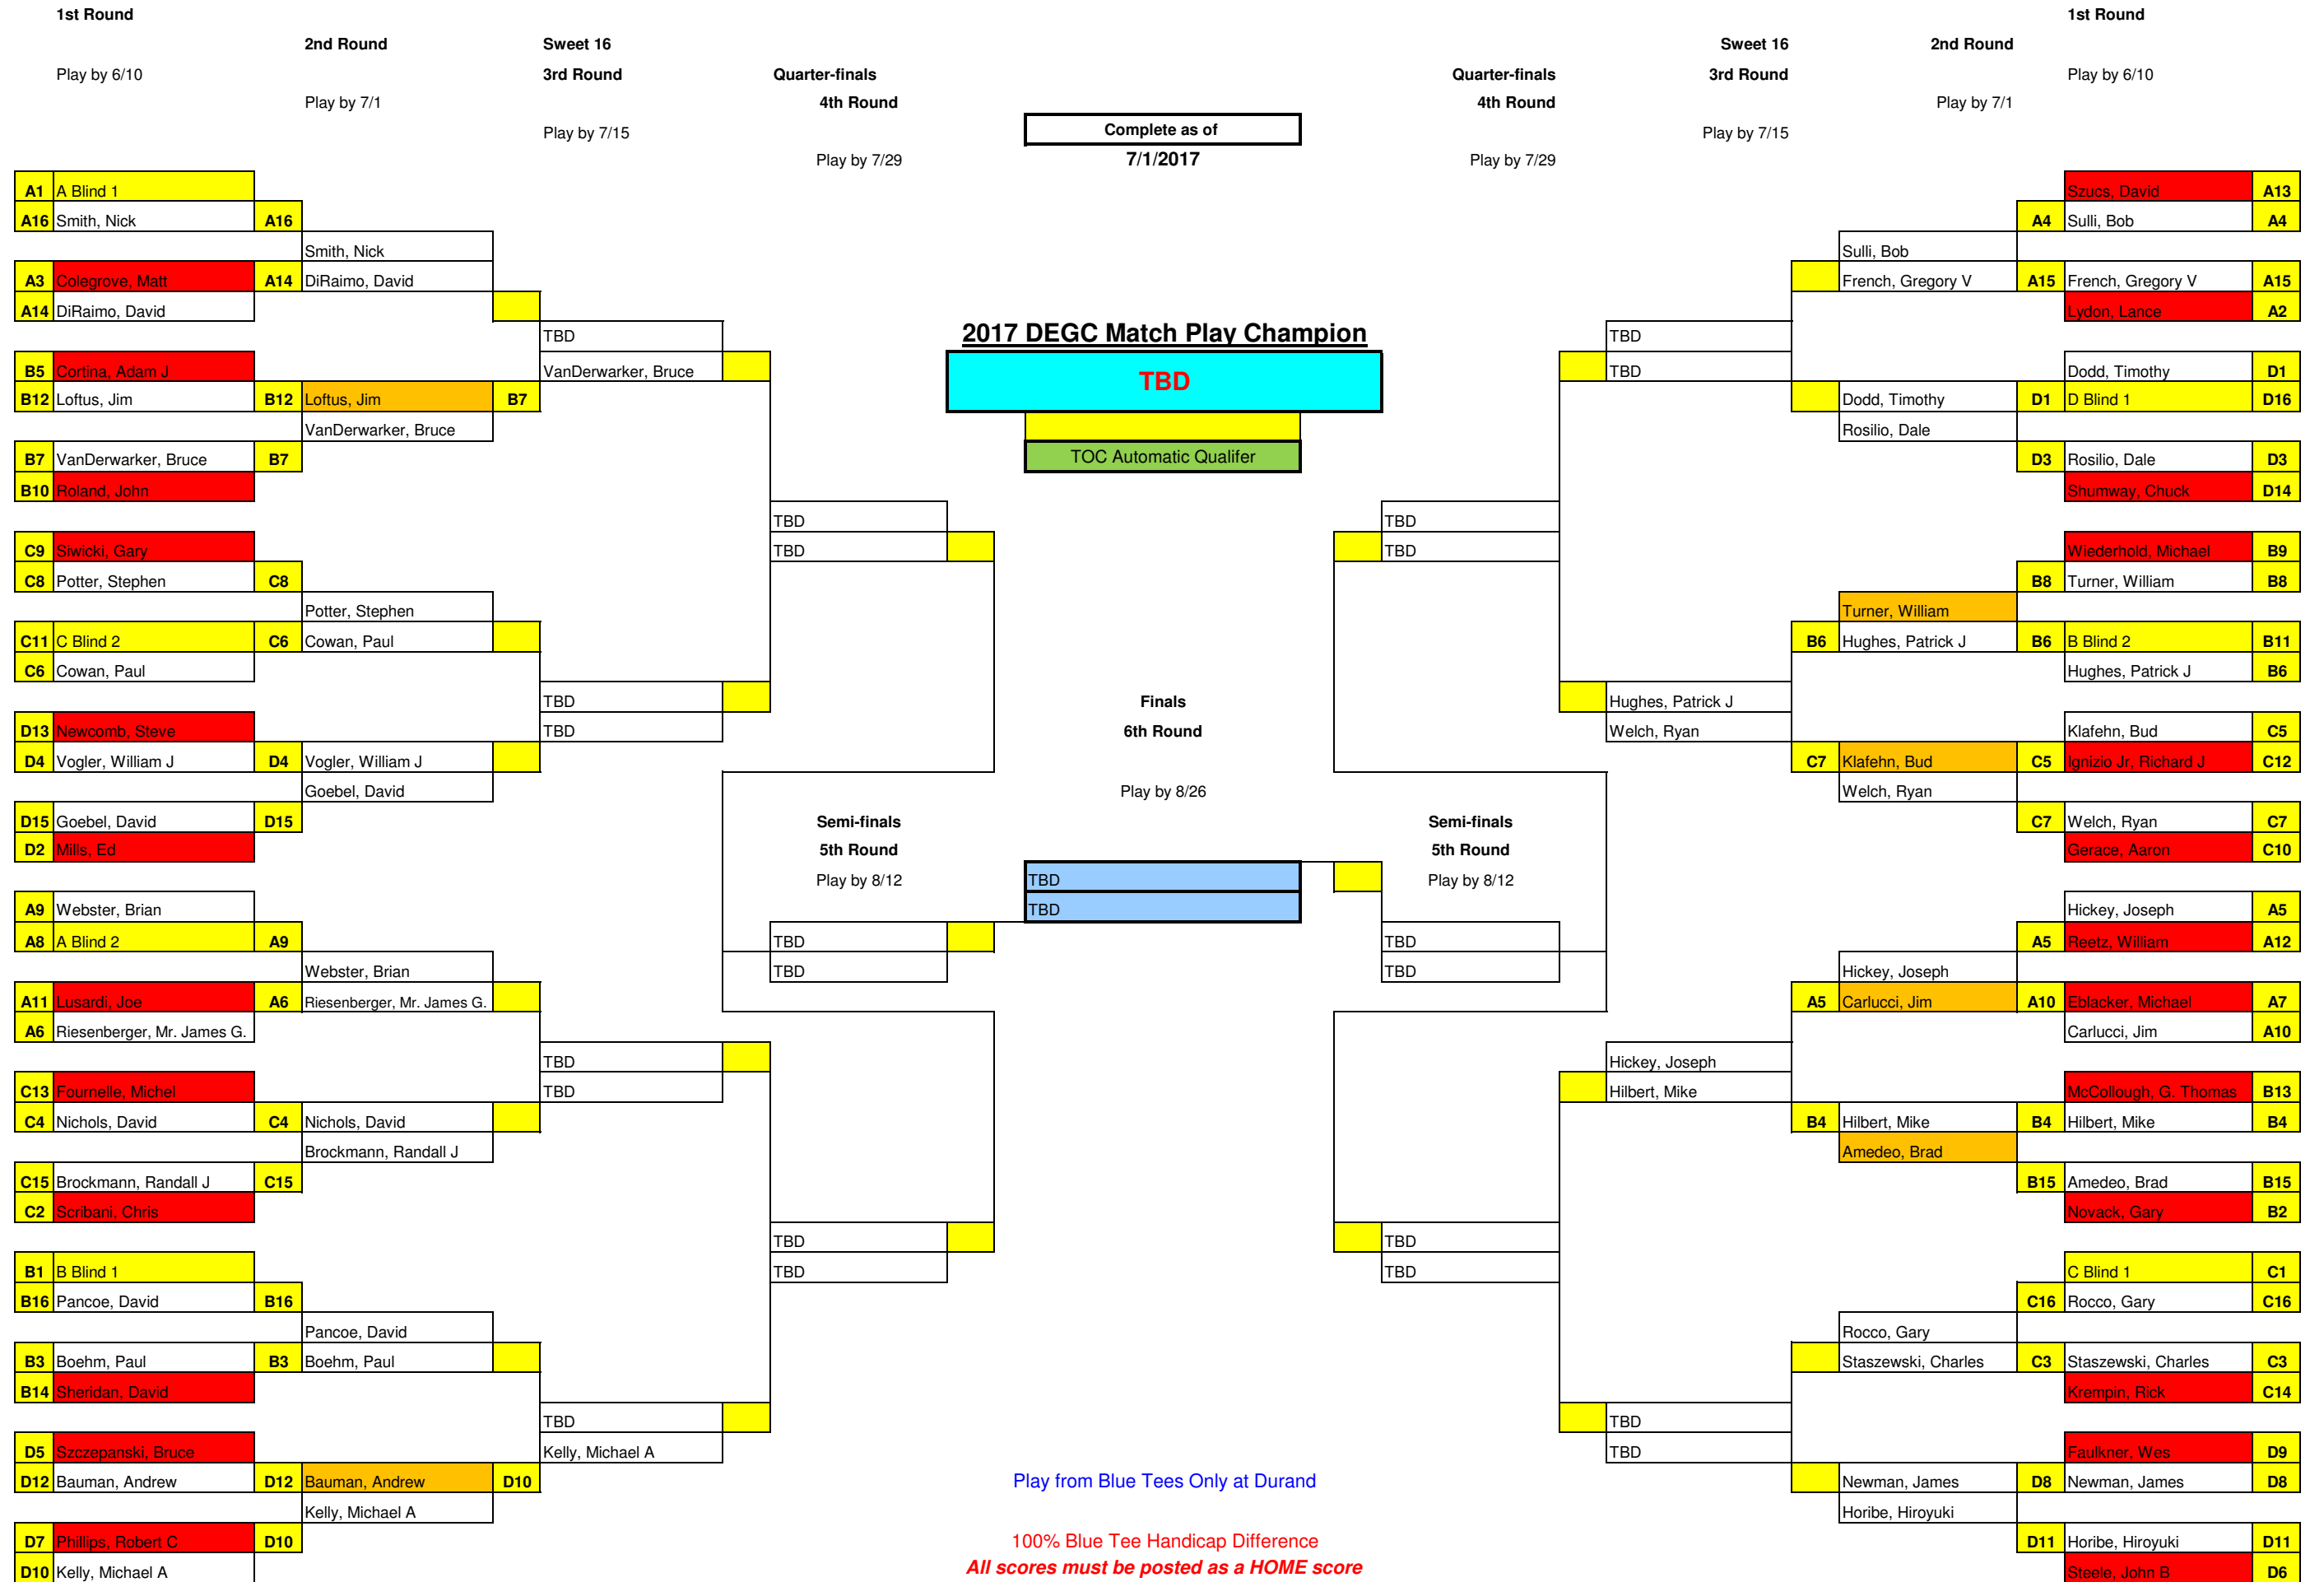 1st Round 1st Round
2nd Round Sweet 16 Sweet 16 2nd Round
Play by 6/10 3rd Round Quarter-finals Quarter-finals 3rd Round Play by 6/10
Play by 7/1 4th Round 4th Round Play by 7/1
Play by 7/15 Complete as of Play by 7/15
Play by 7/29 7/1/2017 Play by 7/29
A1 A Blind 1 Szucs, David A13
A16 Smith, Nick A16 A4 Sulli, Bob A4
Smith, Nick Sulli, Bob
A3 Colegrove, Matt A14 DiRaimo, David French, Gregory V A15 French, Gregory V A15
A14 DiRaimo, David Lydon, Lance A2
TBD 2017 DEGC Match Play Champion TBD
B5 Cortina, Adam J VanDerwarker, Bruce TBD TBD Dodd, Timothy D1
B12 Loftus, Jim B12 Loftus, Jim B7 Dodd, Timothy D1 D Blind 1 D16
VanDerwarker, Bruce Rosilio, Dale
B7 VanDerwarker, Bruce B7 TOC Automatic Qualifer D3 Rosilio, Dale D3
B10 Roland, John Shumway, Chuck D14
TBD TBD
C9 Siwicki, Gary TBD TBD Wiederhold, Michael B9
C8 Potter, Stephen C8 B8 Turner, William B8
Potter, Stephen Turner, William
C11 C Blind 2 C6 Cowan, Paul B6 Hughes, Patrick J B6 B Blind 2 B11
C6 Cowan, Paul Hughes, Patrick J B6
TBD Finals Hughes, Patrick J
D13 Newcomb, Steve TBD 6th Round Welch, Ryan Klafehn, Bud C5
D4 Vogler, William J D4 Vogler, William J C7 Klafehn, Bud C5 Ignizio Jr, Richard J C12
Goebel, David Play by 8/26 Welch, Ryan
D15 Goebel, David D15 Semi-finals Semi-finals C7 Welch, Ryan C7
D2 Mills, Ed 5th Round 5th Round Gerace, Aaron C10
Play by 8/12 TBD Play by 8/12
A9 Webster, Brian TBD Hickey, Joseph A5
A8 A Blind 2 A9 TBD TBD A5 Reetz, William A12
Webster, Brian TBD TBD Hickey, Joseph
A11 Lusardi, Joe A6 Riesenberger, Mr. James G. A5 Carlucci, Jim A10 Eblacker, Michael A7
A6 Riesenberger, Mr. James G. Carlucci, Jim A10
TBD Hickey, Joseph
C13 Fournelle, Michel TBD Hilbert, Mike McCollough, G. Thomas B13
C4 Nichols, David C4 Nichols, David B4 Hilbert, Mike B4 Hilbert, Mike B4
Brockmann, Randall J Amedeo, Brad
C15 Brockmann, Randall J C15 B15 Amedeo, Brad B15
C2 Scribani, Chris Novack, Gary B2
TBD TBD
B1 B Blind 1 TBD TBD C Blind 1 C1
B16 Pancoe, David B16 C16 Rocco, Gary C16
Pancoe, David Rocco, Gary
B3 Boehm, Paul B3 Boehm, Paul Staszewski, Charles C3 Staszewski, Charles C3
B14 Sheridan, David Krempin, Rick C14
TBD TBD
D5 Szczepanski, Bruce Kelly, Michael A TBD Faulkner, Wes D9
D12 Bauman, Andrew D12 Bauman, Andrew D10 Play from Blue Tees Only at Durand Newman, James D8 Newman, James D8
Kelly, Michael A Horibe, Hiroyuki
D7 Phillips, Robert C D10 100% Blue Tee Handicap Difference D11 Horibe, Hiroyuki D11
D10 Kelly, Michael A All scores must be posted as a HOME score Steele, John B D6